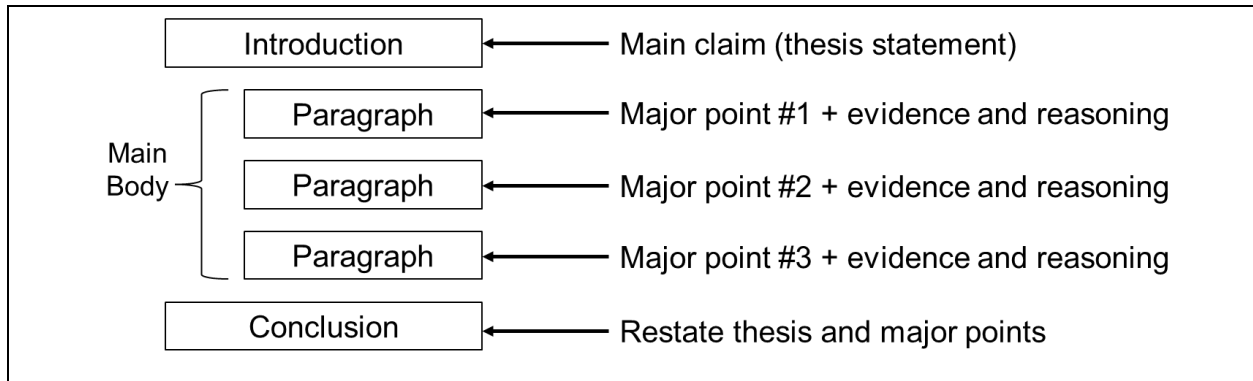 Introduction
Main claim (thesis statement)
Paragraph
Major point #1 + evidence and reasoning
Main
Body
Paragraph
Major point #2 + evidence and reasoning
Paragraph
Major point #3 + evidence and reasoning
Conclusion
Restate thesis and major points